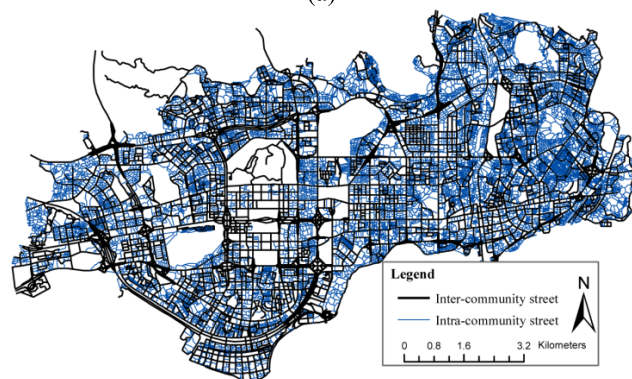 (a)
Legend
N
Inter-community street
Intra-community street
Kilometers
0 0.8 1.6 3.2